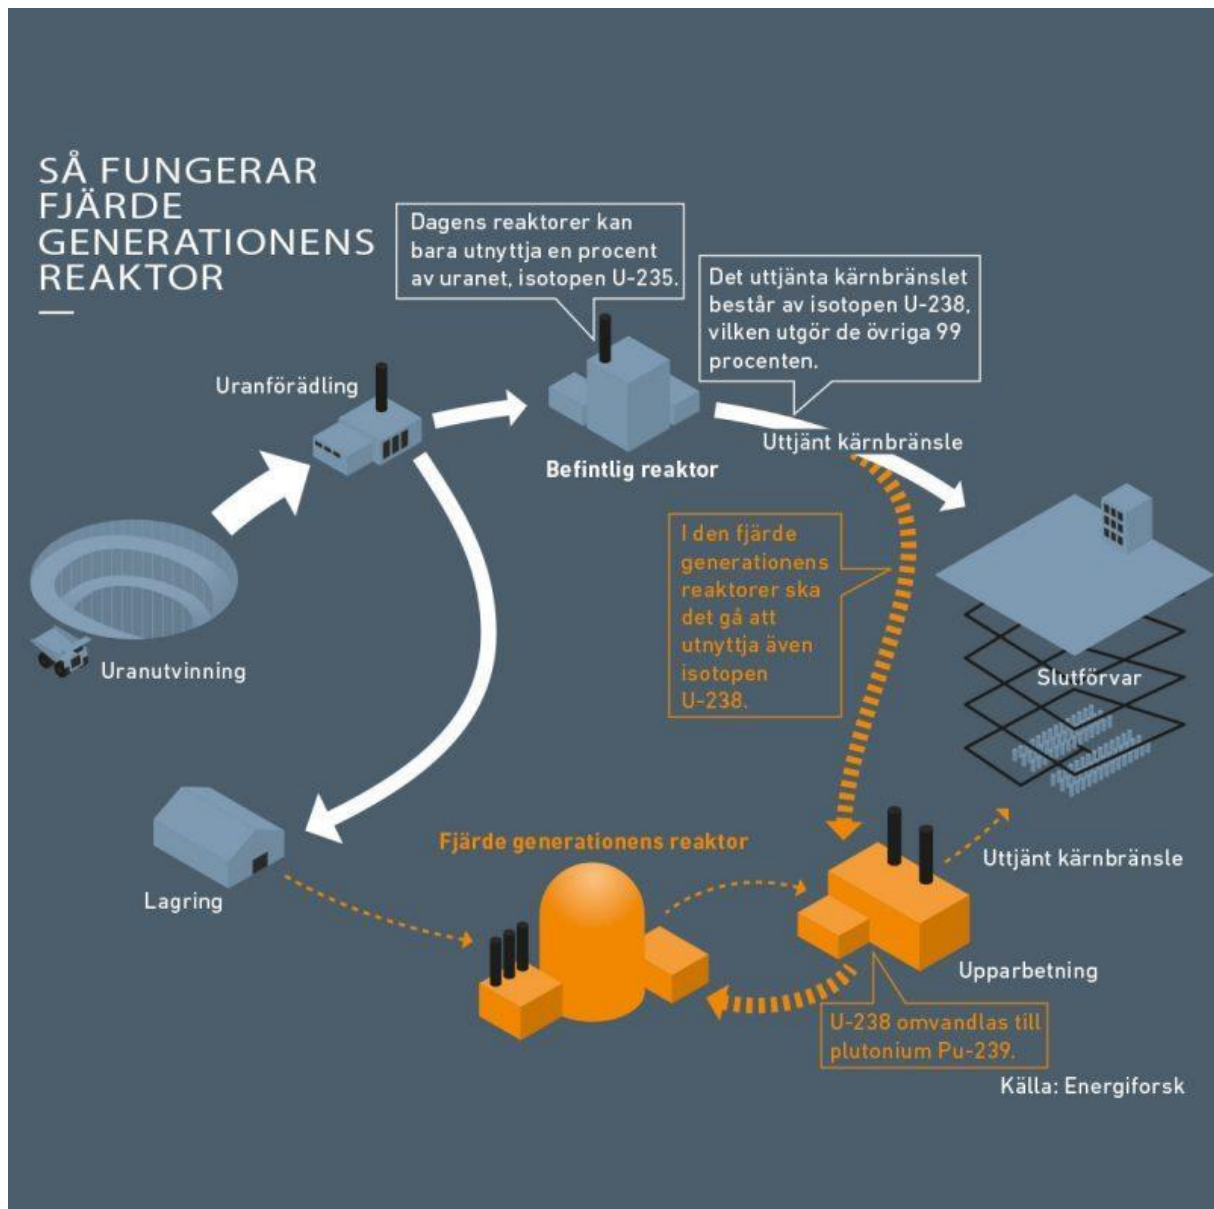 SÅ FUNGERAR
FJÄRDE
GENERATIONENS
REAKTOR
Dagens reaktorer kan
bara utnyttja en procent
av uranet, isotopen U-235.
Det uttjänta kärnbränslet
består av isotopen U-238,
vilken utgör de övriga 99
procenten.
Uranförädling
Uttjänt kärnbränsle
Befintlig reaktor
I den fjärde
generationens
reaktorer ska
det gå att
utnyttja även
isotopen
U-238.
Uranutvinning
Slutförvar
Fjärde generationens reaktor
Uttjänt kärnbränsle
Lagring
Upparbetning
U-238 omvandlas till
plutonium Pu-239.
Källa: Energiforsk